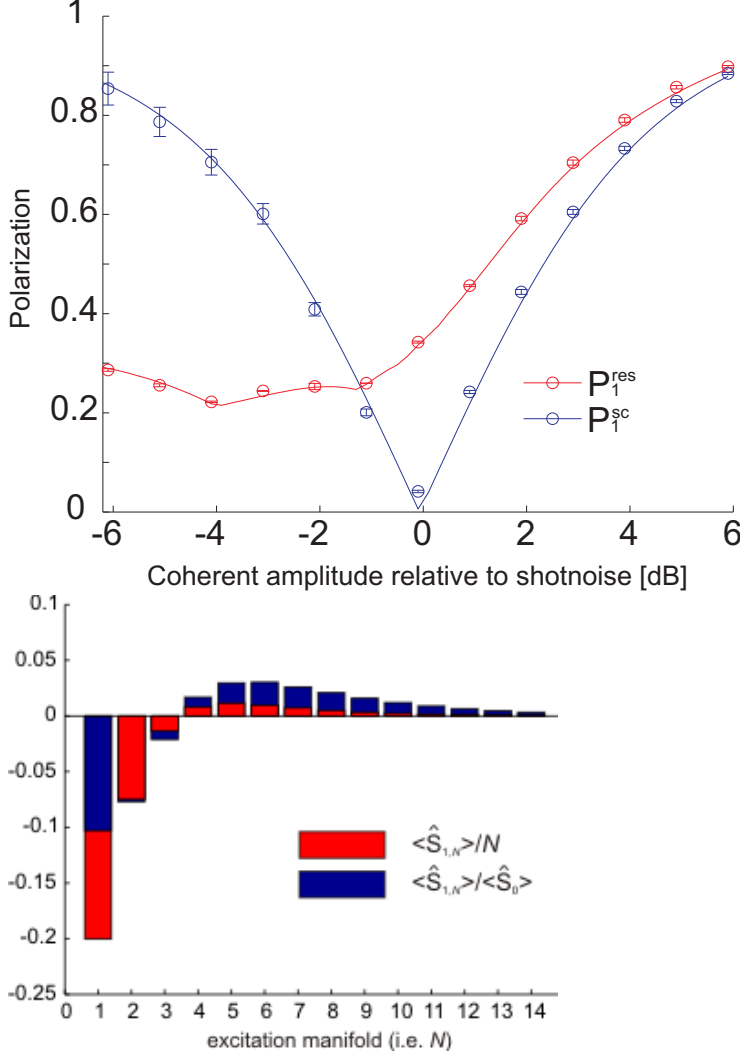 1
0.8
0.6
0.4
0.2
0
Polarization
-6 -4 -2 0 2 4 6
Coherent amplitude relative to shotnoise [dB]
P₁ʳᵉˢ
P₁ˢᶜ
0.1
0.05
0
-0.05
-0.1
-0.15
-0.2
-0.25
<Ŝ₁,N>/N
<Ŝ₁,N>/<Ŝ₀>
0 1 2 3 4 5 6 7 8 9 10 11 12 13 14
excitation manifold (i.e. N)